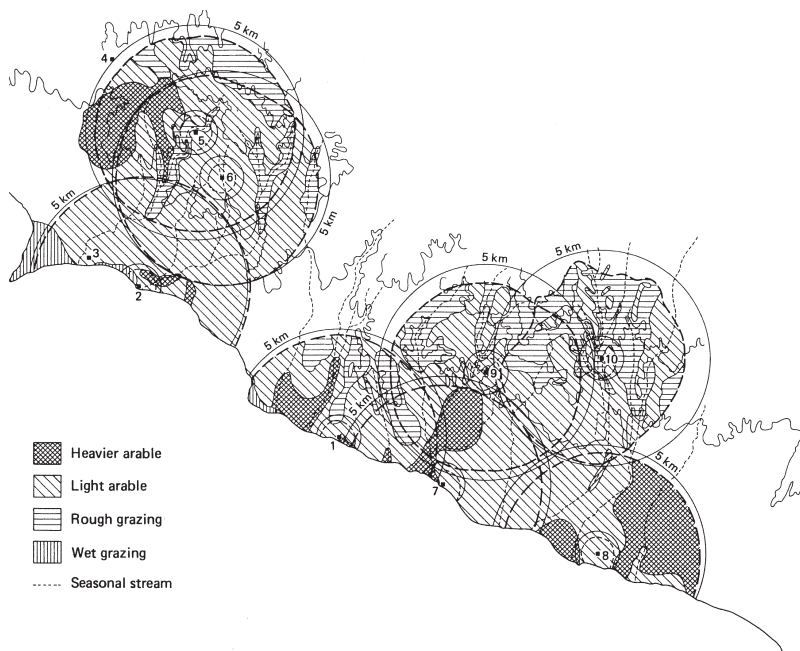 5 km
4
5
6
5 km
5 km
3
2
5 km
5 km
5 km
9
10
5 km
1
5 km
7
8
Heavier arable
Light arable
Rough grazing
Wet grazing
Seasonal stream